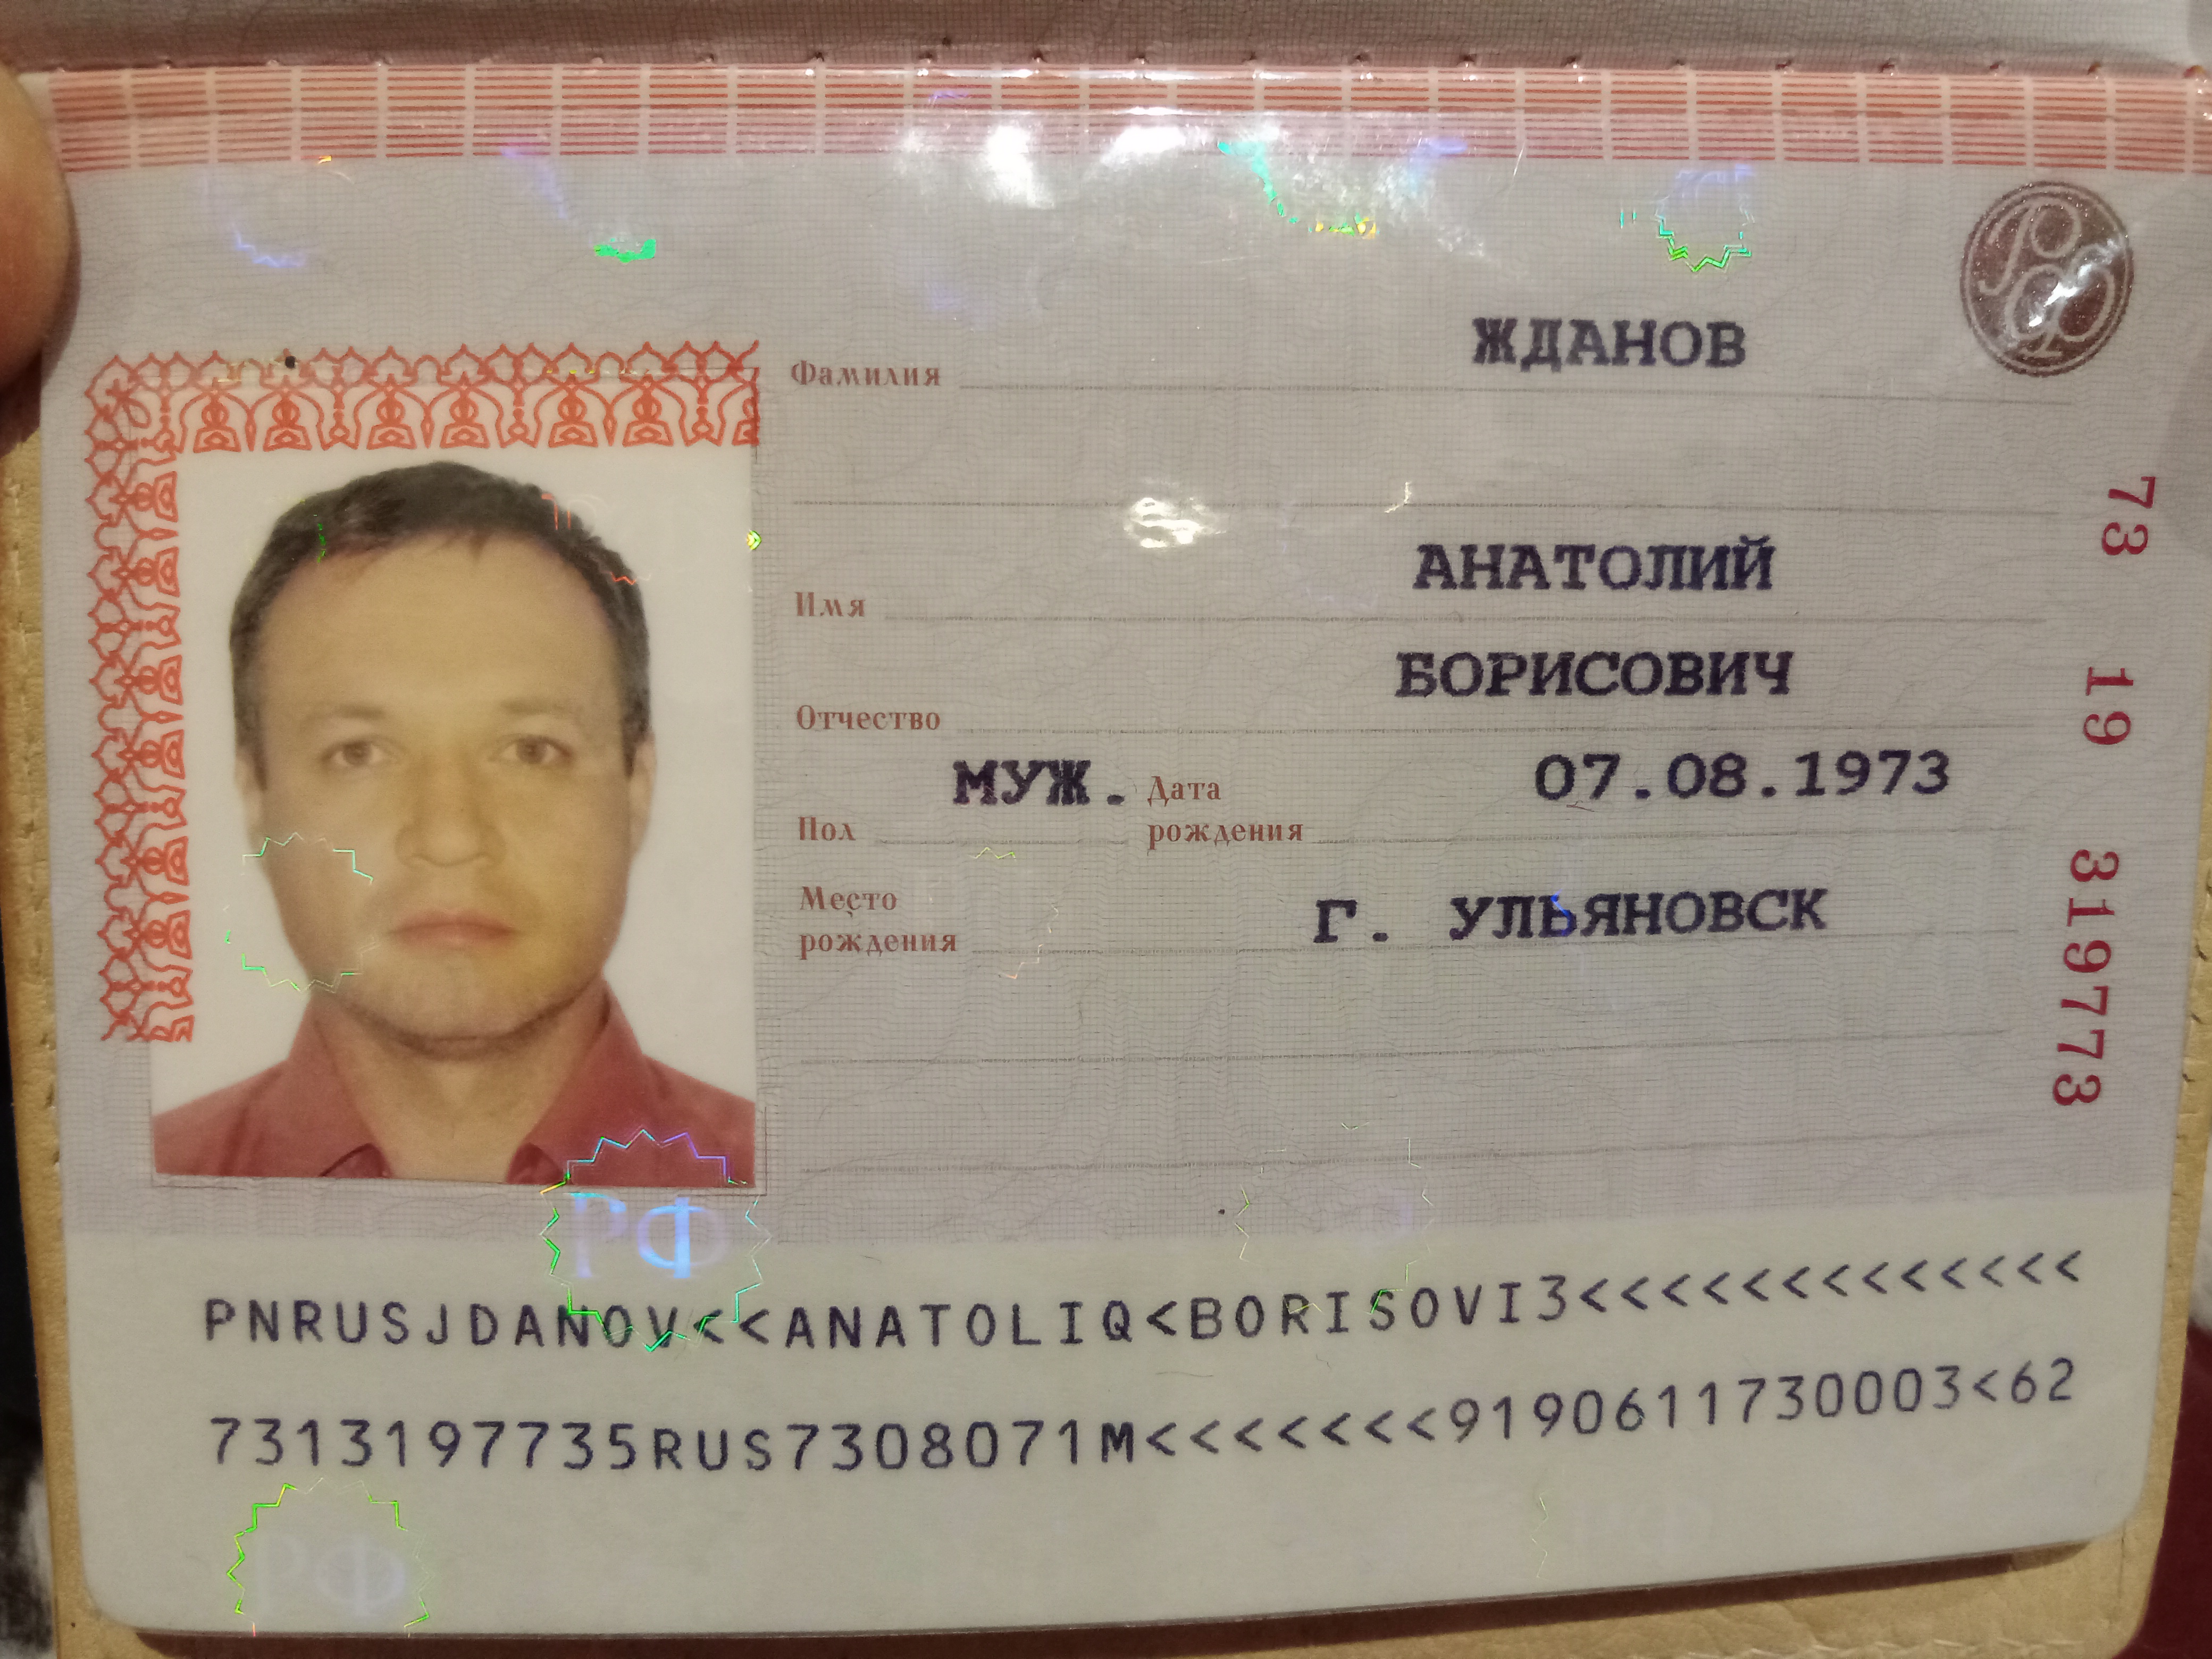 ЖДАНОВ
Фамилия
АНАТОЛИЙ
Имя
БОРИСОВИЧ
Отчество
МУЖ. Дата 07.08.1973
Пол рождения
Место Г. УЛЬЯНОВСК
рождения
73 19 319773
РФ
PNRUSJDANOV<<ANATOLIQ<BORISOVI3<<<<<<<<<<<<<<
7313197735RUS7308071M<<<<<<<9190611730003<62
РФ